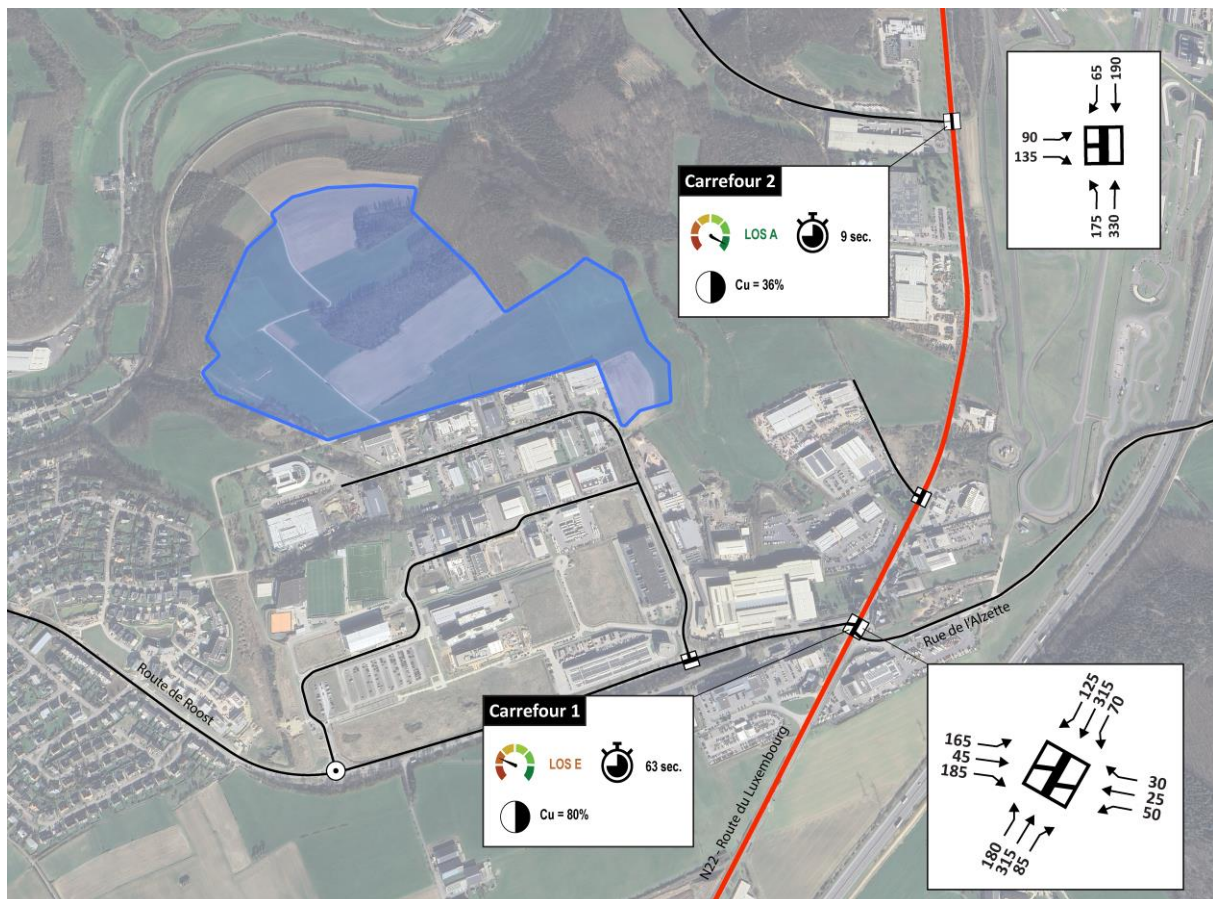 65
190
90
135
175
330
Carrefour 2
LOS A
9 sec.
Cu = 36%
Route de Roost
Rue de l'Alzette
N22 - Route du Luxembourg
Carrefour 1
LOS E
63 sec.
Cu = 80%
125
315
70
165
45
185
30
25
50
180
315
85